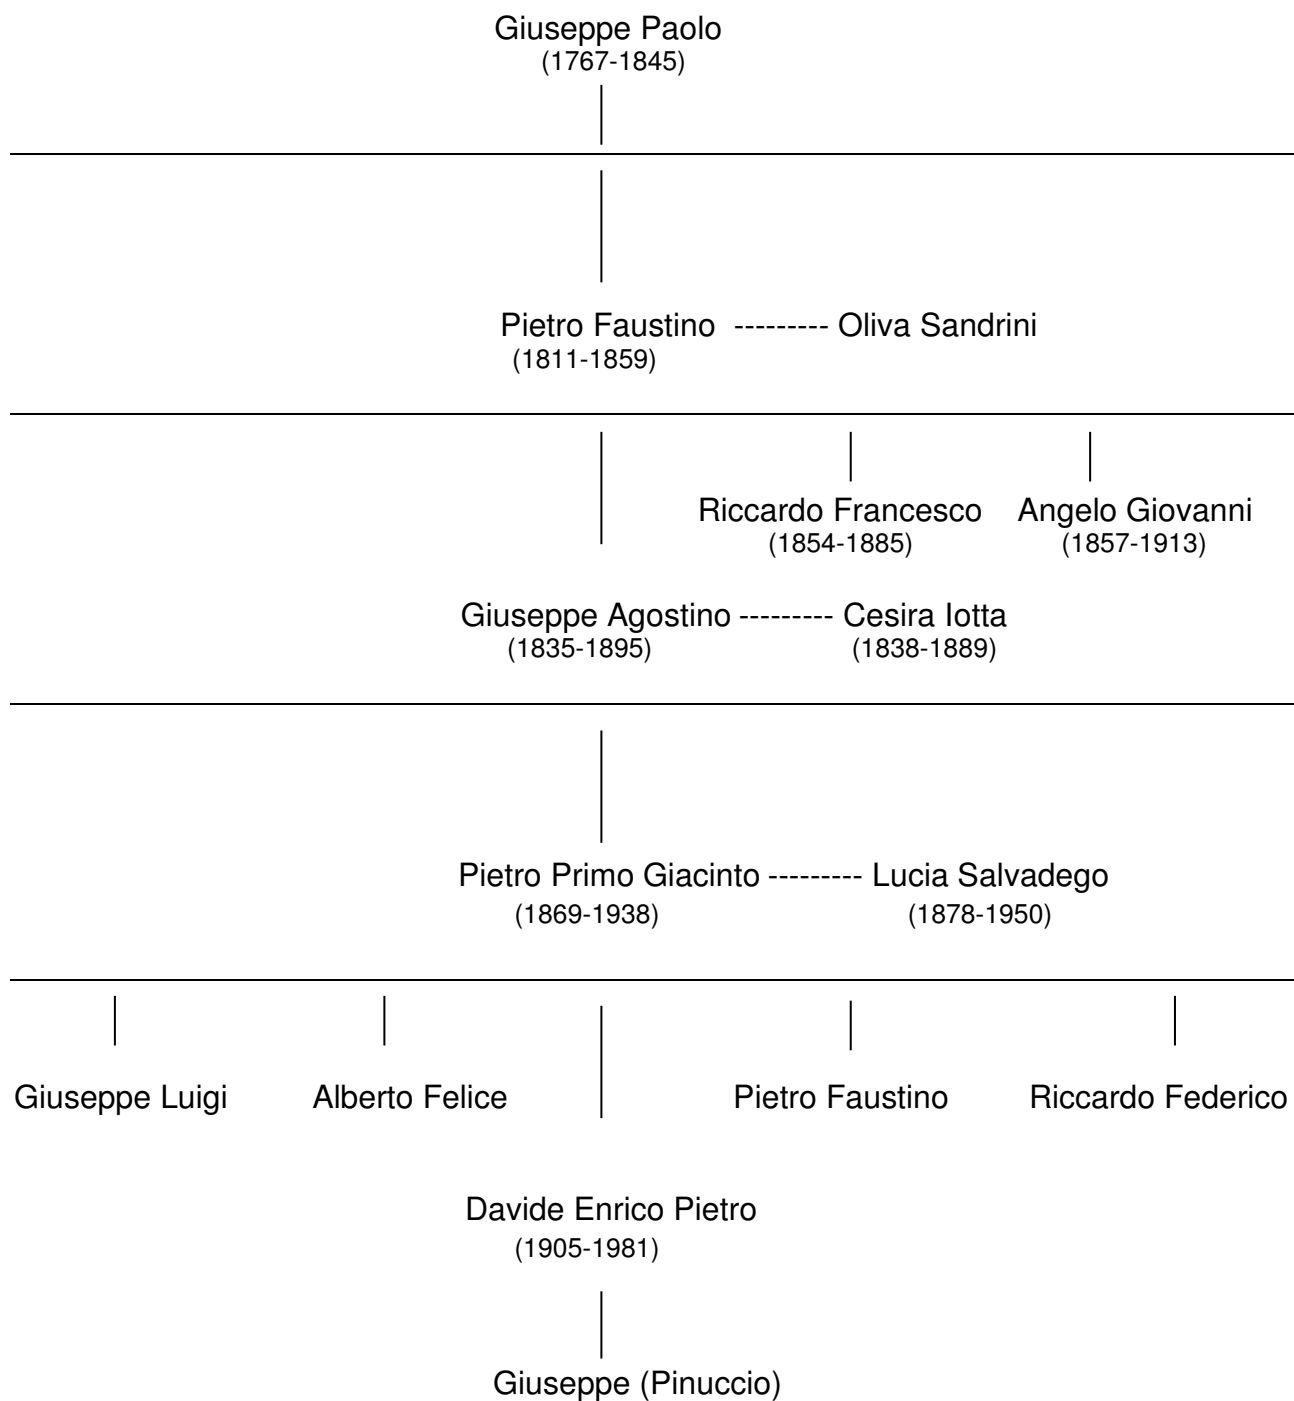 Giuseppe Paolo
(1767-1845)
Pietro Faustino --------- Oliva Sandrini
(1811-1859)
Riccardo Francesco Angelo Giovanni
(1854-1885) (1857-1913)
Giuseppe Agostino --------- Cesira Iotta
(1835-1895) (1838-1889)
Pietro Primo Giacinto --------- Lucia Salvadego
(1869-1938) (1878-1950)
Giuseppe Luigi Alberto Felice Pietro Faustino Riccardo Federico
Davide Enrico Pietro
(1905-1981)
Giuseppe (Pinuccio)